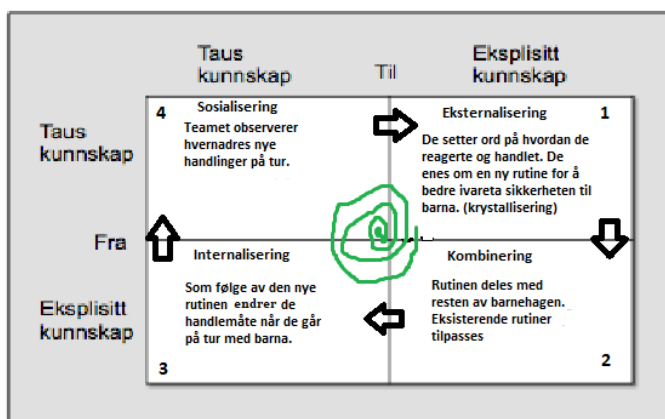 Taus
kunnskap
Til
Eksplisitt
kunnskap
Taus
kunnskap
4
Sosialisering
Teamet observerer
hvernadres nye
handlinger på tur.
Eksternalisering
1
De setter ord på hvordan de
reagerte og handlet. De
enes om en ny rutine for å
bedre ivareta sikkerheten til
barna. (krystallisering)
Fra
Eksplisitt
kunnskap
Internalisering
Som følge av den nye
rutinen endrer de
handlemåte når de går
på tur med barna.
3
Kombinering
Rutinen deles med
resten av barnehagen.
Eksisterende rutiner
tilpasses
2